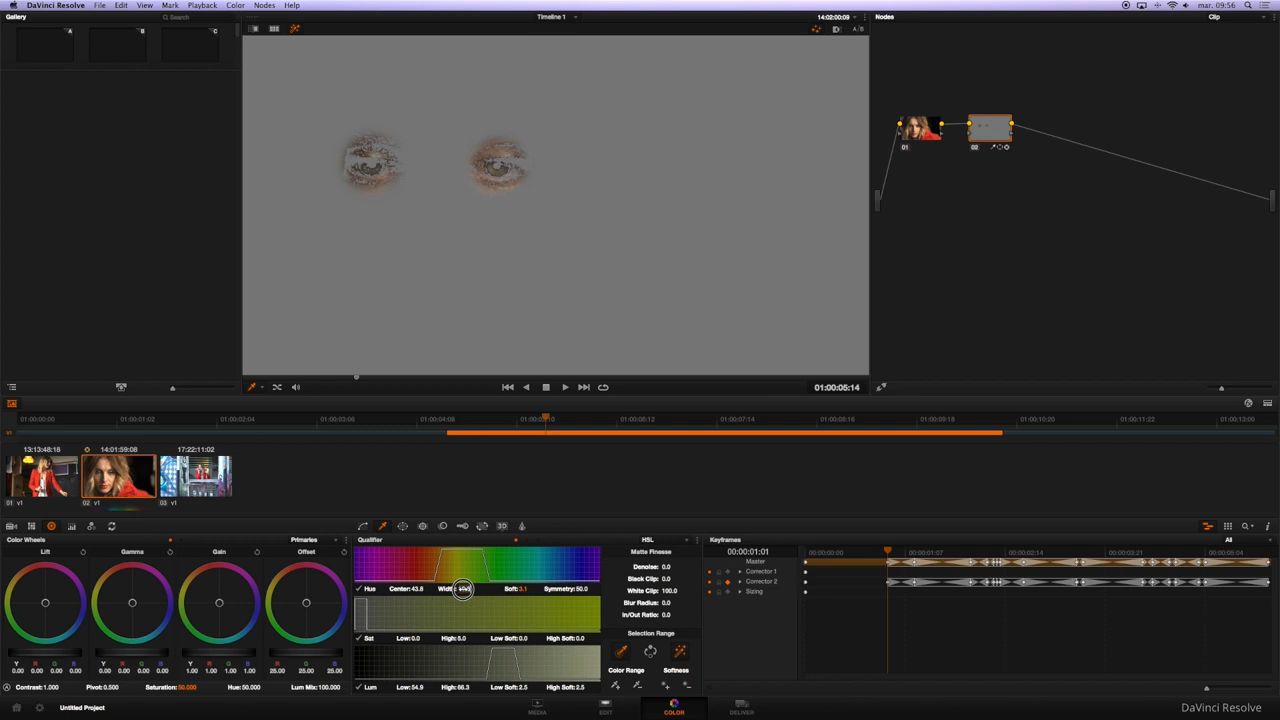 DaVinci Resolve File Edit View Mark Playback Color Nodes Help mar. 09:56
Gallery Search Timeline 1 14:02:00:09 Nodes Clip
A B C A/B
01 02
01:00:05:14
01:00:00:00 01:00:01:02 01:00:02:04 01:00:03:06 01:00:04:08 01:00:05:10 01:00:06:12 01:00:07:14 01:00:08:16 01:00:09:18 01:00:10:20 01:00:11:22 01:00:13:00
V1
13:13:48:18 14:01:59:08 17:22:11:02
01 V1 02 V1 03 V1
3D
Color Wheels Primaries Qualifier HSL Keyframes All
Lift Gamma Gain Offset Matte Finesse 00:00:01:01 00:00:00:00 00:00:01:07 00:00:02:14 00:00:03:21 00:00:05:04
Master
Denoise: 0.0 Corrector 1
Black Clip: 0.0 Corrector 2
Hue Center: 43.8 Width: Soft: 3.1 Symmetry: 50.0 White Clip: 100.0 Sizing
Blur Radius: 0.0
In/Out Ratio: 0.0
Sat Low: 0.0 High: 5.0 Low Soft: 0.0 High Soft: 0.0 Selection Range
Y R G B Y R G B Y R G B R G B
0.00 0.00 0.00 0.00 0.00 0.00 0.00 0.00 1.00 1.00 1.00 1.00 25.00 25.00 25.00 Color Range Softness
Contrast: 1.000 Pivot: 0.500 Saturation: 50.000 Hue: 50.000 Lum Mix: 100.000 Lum Low: 54.9 High: 66.3 Low Soft: 2.5 High Soft: 2.5
Untitled Project MEDIA EDIT COLOR DELIVER DaVinci Resolve